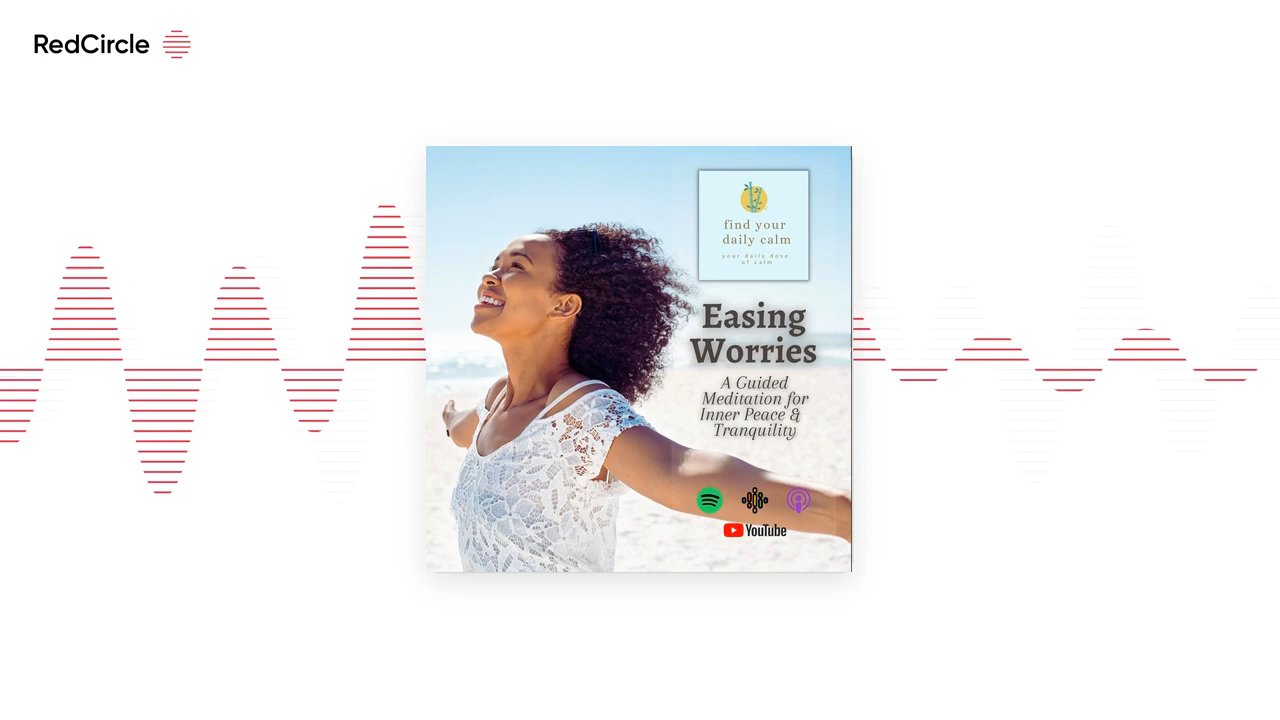 RedCircle
find your
daily calm
your daily dose
of calm
Easing
Worries
A Guided
Meditation for
Inner Peace &
Tranquility
YouTube